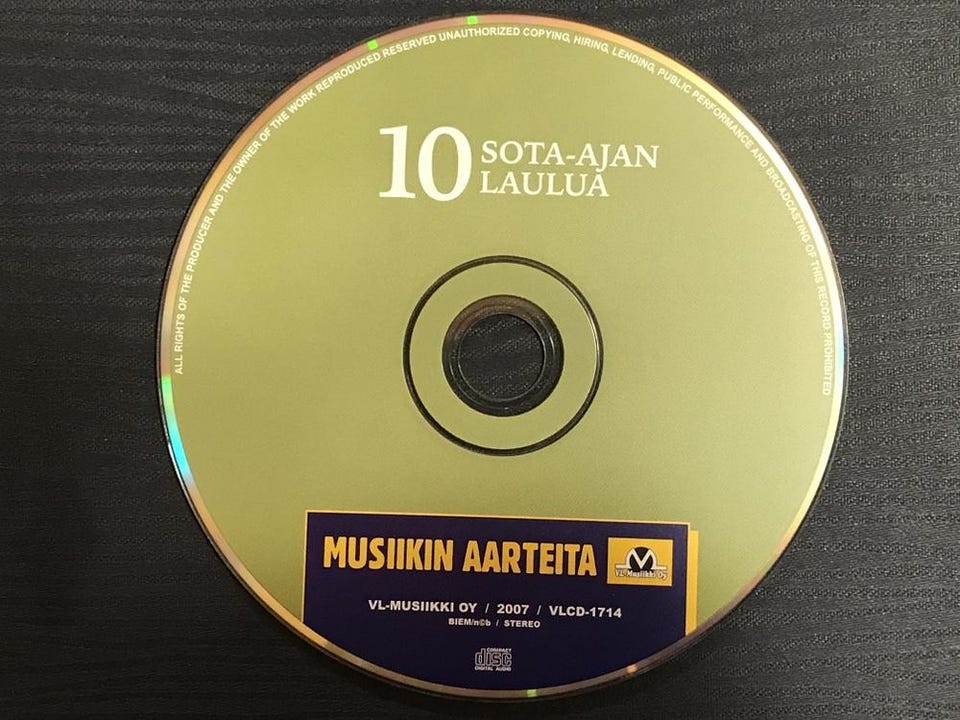 ALL RIGHTS OF THE PRODUCER AND THE OWNER OF THE WORK REPRODUCED RESERVED UNAUTHORIZED COPYING, HIRING, LENDING, PUBLIC PERFORMANCE AND BROADCASTING OF THIS RECORD PROHIBITED
10 SOTA-AJAN
LAULUA
MUSIIKIN AARTEITA
VL-Musiikki Oy
VL-MUSIIKKI OY / 2007 / VLCD-1714
BIEM/n©b / STEREO
COMPACT
disc
DIGITAL AUDIO